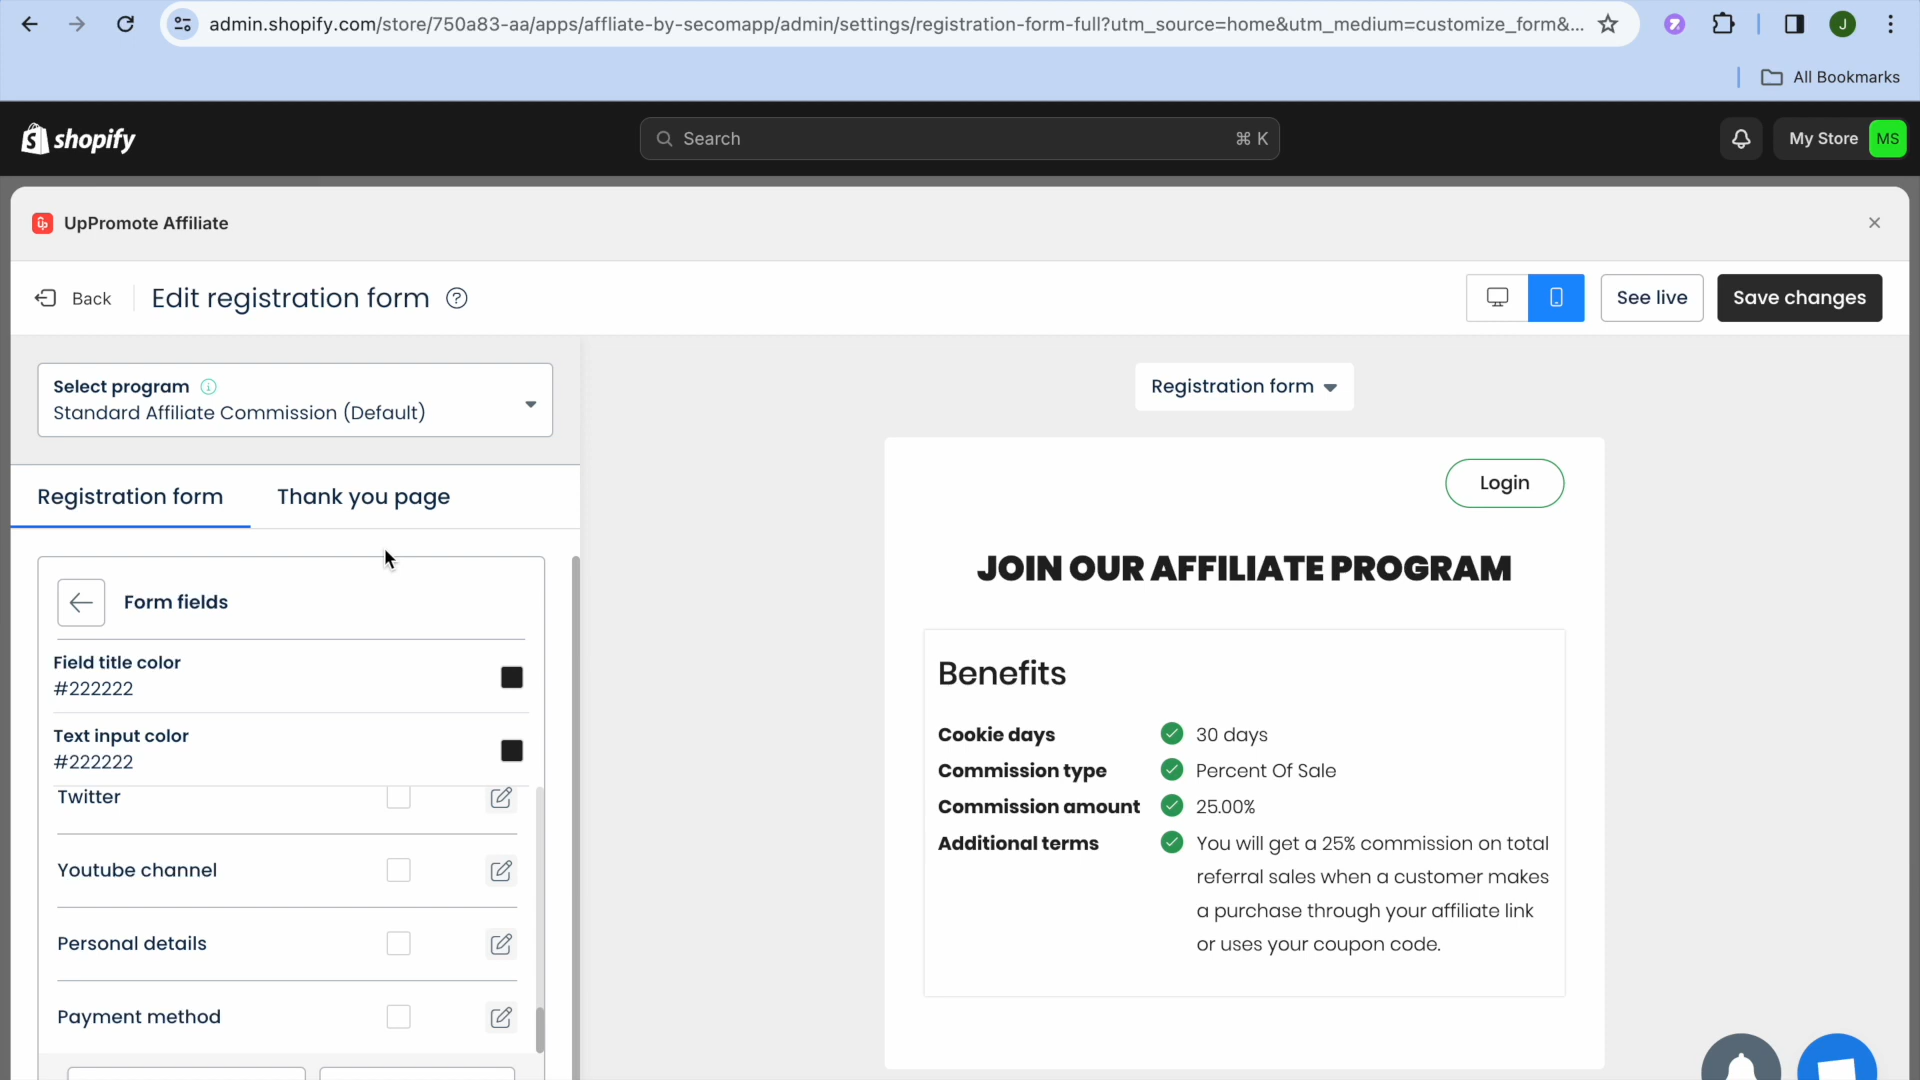 admin.shopify.com/store/750a83-aa/apps/affliate-by-secomapp/admin/settings/registration-form-full?utm_source=home&utm_medium=customize_form&...
J
All Bookmarks
shopify
Search
⌘ K
My Store
MS
UpPromote Affiliate
Back
Edit registration form
See live
Save changes
Select program
Standard Affiliate Commission (Default)
Registration form
Registration form
Thank you page
Login
JOIN OUR AFFILIATE PROGRAM
Form fields
Field title color
#222222
Text input color
#222222
Twitter
Youtube channel
Personal details
Payment method
Benefits
Cookie days
30 days
Commission type
Percent Of Sale
Commission amount
25.00%
Additional terms
You will get a 25% commission on total
referral sales when a customer makes
a purchase through your affiliate link
or uses your coupon code.